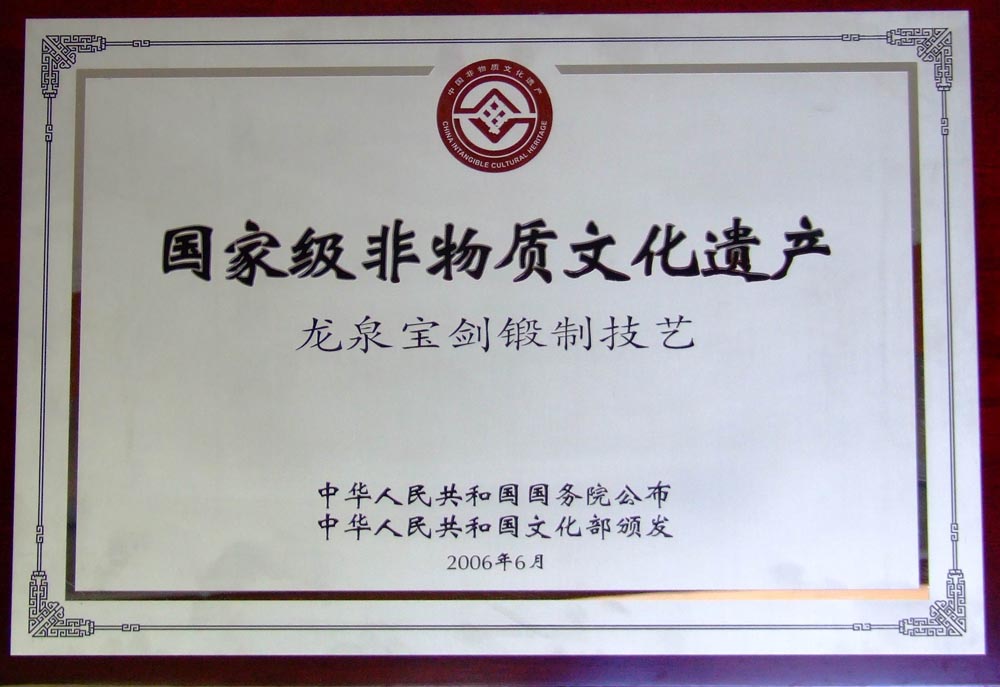 中国非物质文化遗产
CHINA INTANGIBLE CULTURAL HERITAGE
国家级非物质文化遗产
龙泉宝剑锻制技艺
中华人民共和国国务院公布
中华人民共和国文化部颁发
2006年6月